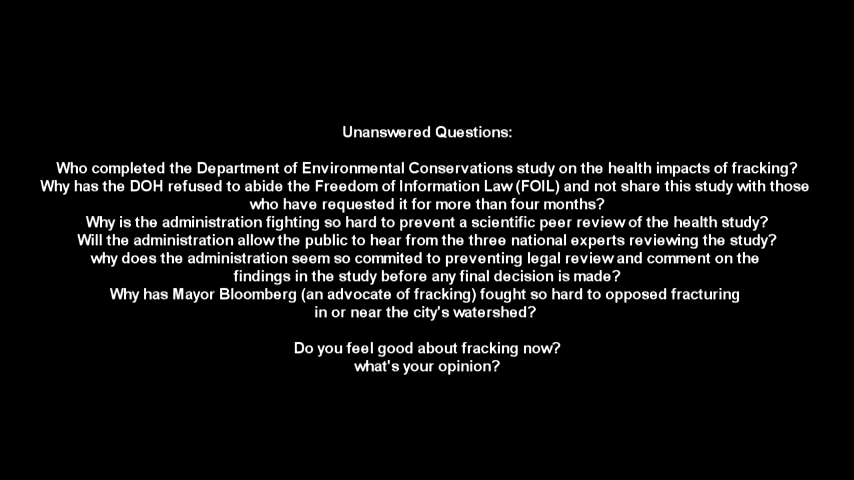 Unanswered Questions:
Who completed the Department of Environmental Conservations study on the health impacts of fracking?
Why has the DOH refused to abide the Freedom of Information Law (FOIL) and not share this study with those
who have requested it for more than four months?
Why is the administration fighting so hard to prevent a scientific peer review of the health study?
Will the administration allow the public to hear from the three national experts reviewing the study?
why does the administration seem so commited to preventing legal review and comment on the
findings in the study before any final decision is made?
Why has Mayor Bloomberg (an advocate of fracking) fought so hard to opposed fracturing
in or near the city's watershed?
Do you feel good about fracking now?
what's your opinion?